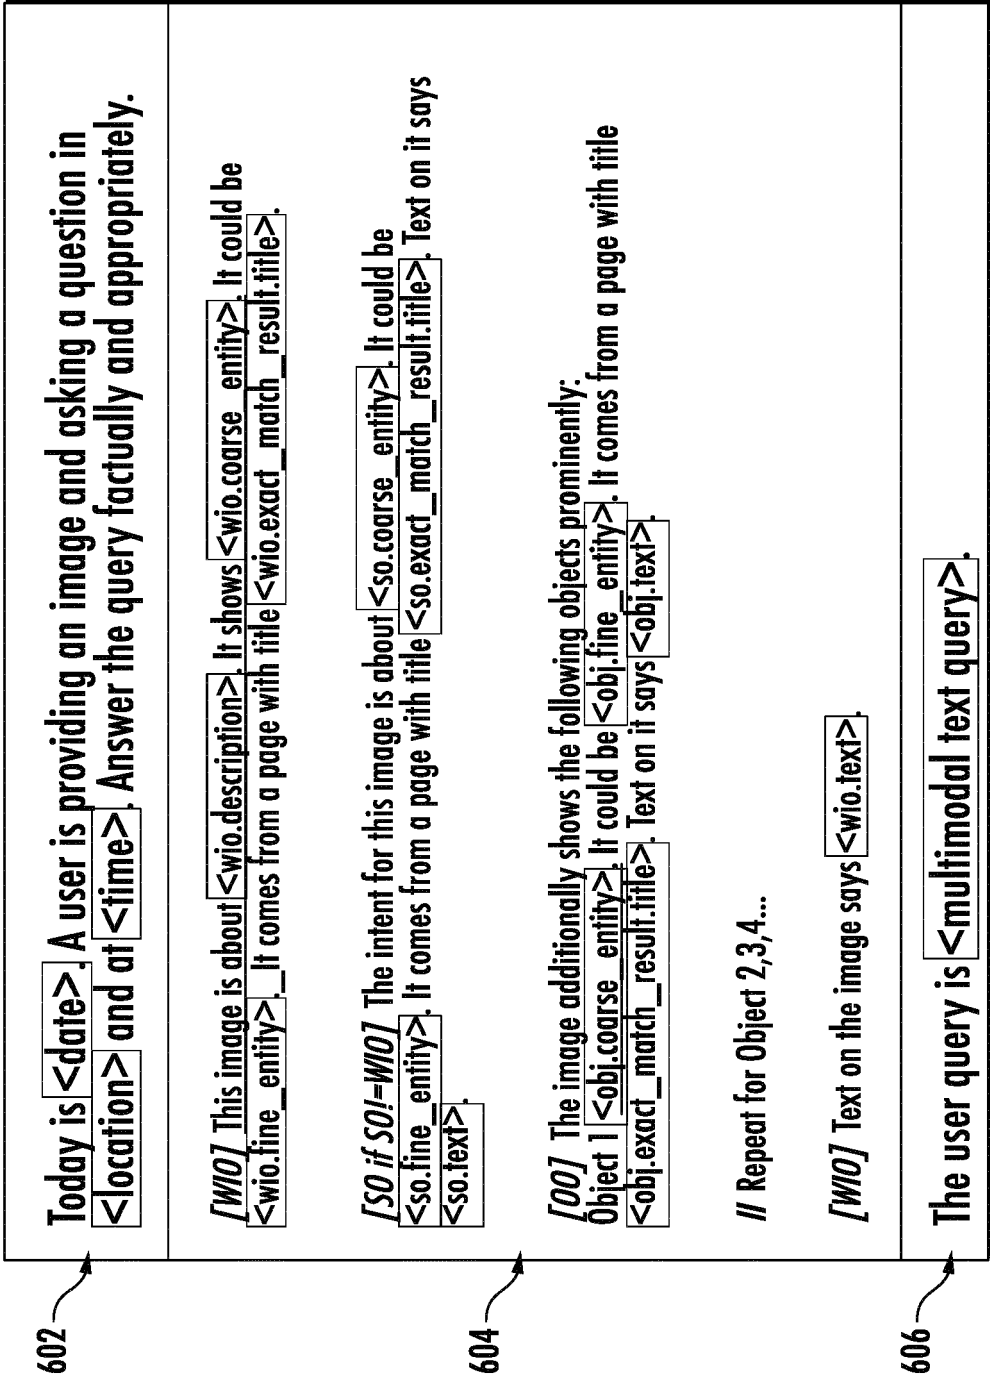 602
Today is <date>. A user is providing an image and asking a question in
<location> and at <time>. Answer the query factually and appropriately.
604
[WIO] This image is about <wio.description>. It shows <wio.coarse_entity>. It could be
<wio.fine_entity>._It comes from a page with title <wio.exact_match_result.title>.
[SO if SO!=WIO] The intent for this image is about <so.coarse_entity>. It could be
<so.fine_entity>. It comes from a page with title <so.exact_match_result.title>. Text on it says
<so.text>.
[OO] The image additionally shows the following objects prominently:
Object 1 <obj.coarse_entity>. It could be <obj.fine_entity>. It comes from a page with title
<obj.exact_match_result.title>. Text on it says <obj.text>.
// Repeat for Object 2,3,4...
[WIO] Text on the image says <wio.text>.
606
The user query is <multimodal text query>.